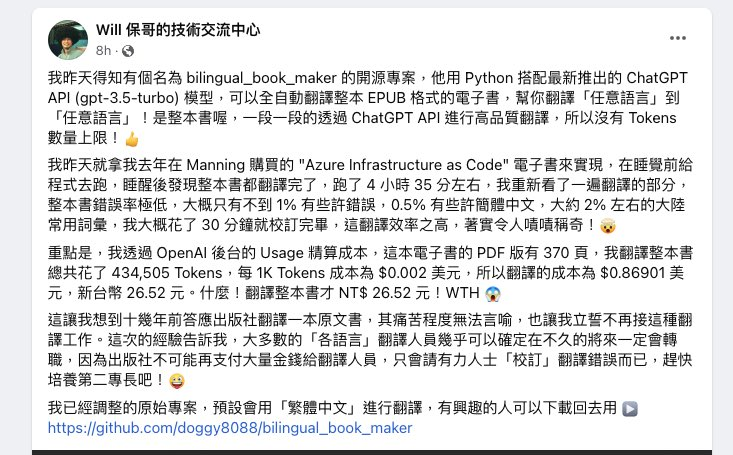 Will 保哥的技術交流中心
8h ·
我昨天得知有個名為 bilingual_book_maker 的開源專案，他用 Python 搭配最新推出的 ChatGPT
API (gpt-3.5-turbo) 模型，可以全自動翻譯整本 EPUB 格式的電子書，幫你翻譯「任意語言」到
「任意語言」！是整本書喔，一段一段的透過 ChatGPT API 進行高品質翻譯，所以沒有 Tokens
數量上限！👍
我昨天就拿我去年在 Manning 購買的 "Azure Infrastructure as Code" 電子書來實現，在睡覺前給
程式去跑，睡醒後發現整本書都翻譯完了，跑了 4 小時 35 分左右，我重新看了一遍翻譯的部分，
整本書錯誤率極低，大概只有不到 1% 有些許錯誤，0.5% 有些許簡體中文，大約 2% 左右的大陸
常用詞彙，我大概花了 30 分鐘就校訂完畢，這翻譯效率之高，著實令人嘖嘖稱奇！🤯
重點是，我透過 OpenAI 後台的 Usage 精算成本，這本電子書的 PDF 版有 370 頁，我翻譯整本書
總共花了 434,505 Tokens，每 1K Tokens 成本為 $0.002 美元，所以翻譯的成本為 $0.86901 美
元，新台幣 26.52 元。什麼！翻譯整本書才 NT$ 26.52 元！WTH 😱
這讓我想到十幾年前答應出版社翻譯一本原文書，其痛苦程度無法言喻，也讓我立誓不再接這種翻
譯工作。這次的經驗告訴我，大多數的「各語言」翻譯人員幾乎可以確定在不久的將來一定會轉
職，因為出版社不可能再支付大量金錢給翻譯人員，只會請有力人士「校訂」翻譯錯誤而已，趕快
培養第二專長吧！😜
我已經調整的原始專案，預設會用「繁體中文」進行翻譯，有興趣的人可以下載回去用 ▶️
https://github.com/doggy8088/bilingual_book_maker